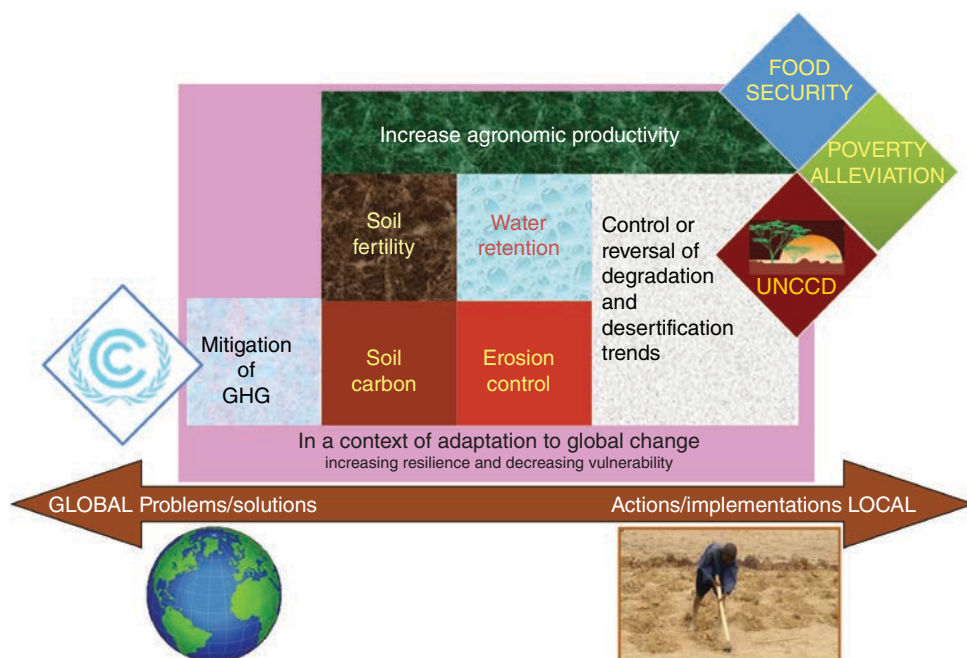 FOOD
SECURITY
POVERTY
ALLEVIATION
UNCCD
Increase agronomic productivity
Soil
fertility
Water
retention
Control or
reversal of
degradation
and
desertification
trends
Mitigation
of
GHG
Soil
carbon
Erosion
control
In a context of adaptation to global change
increasing resilience and decreasing vulnerability
GLOBAL Problems/solutions
Actions/implementations LOCAL